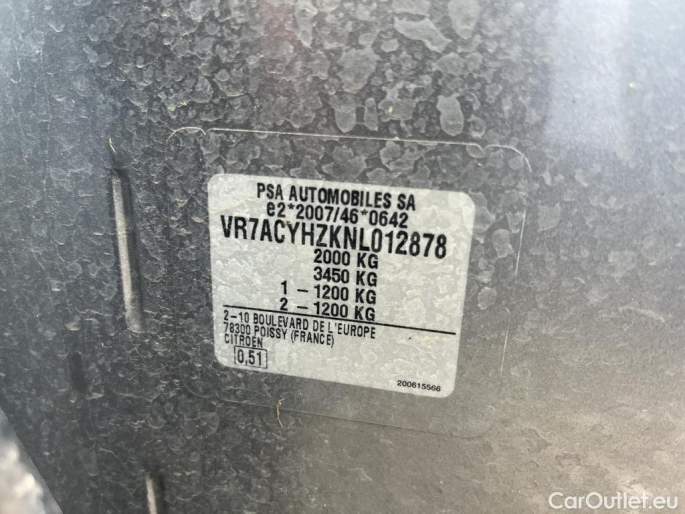 PSA AUTOMOBILES SA
e2*2007/46*0642
VR7ACYHZKNL012878
2000 KG
3450 KG
1 - 1200 KG
2 - 1200 KG
2-10 BOULEVARD DE L'EUROPE
78300 POISSY (FRANCE)
CITROEN
0,51
200615566
CarOutlet.eu